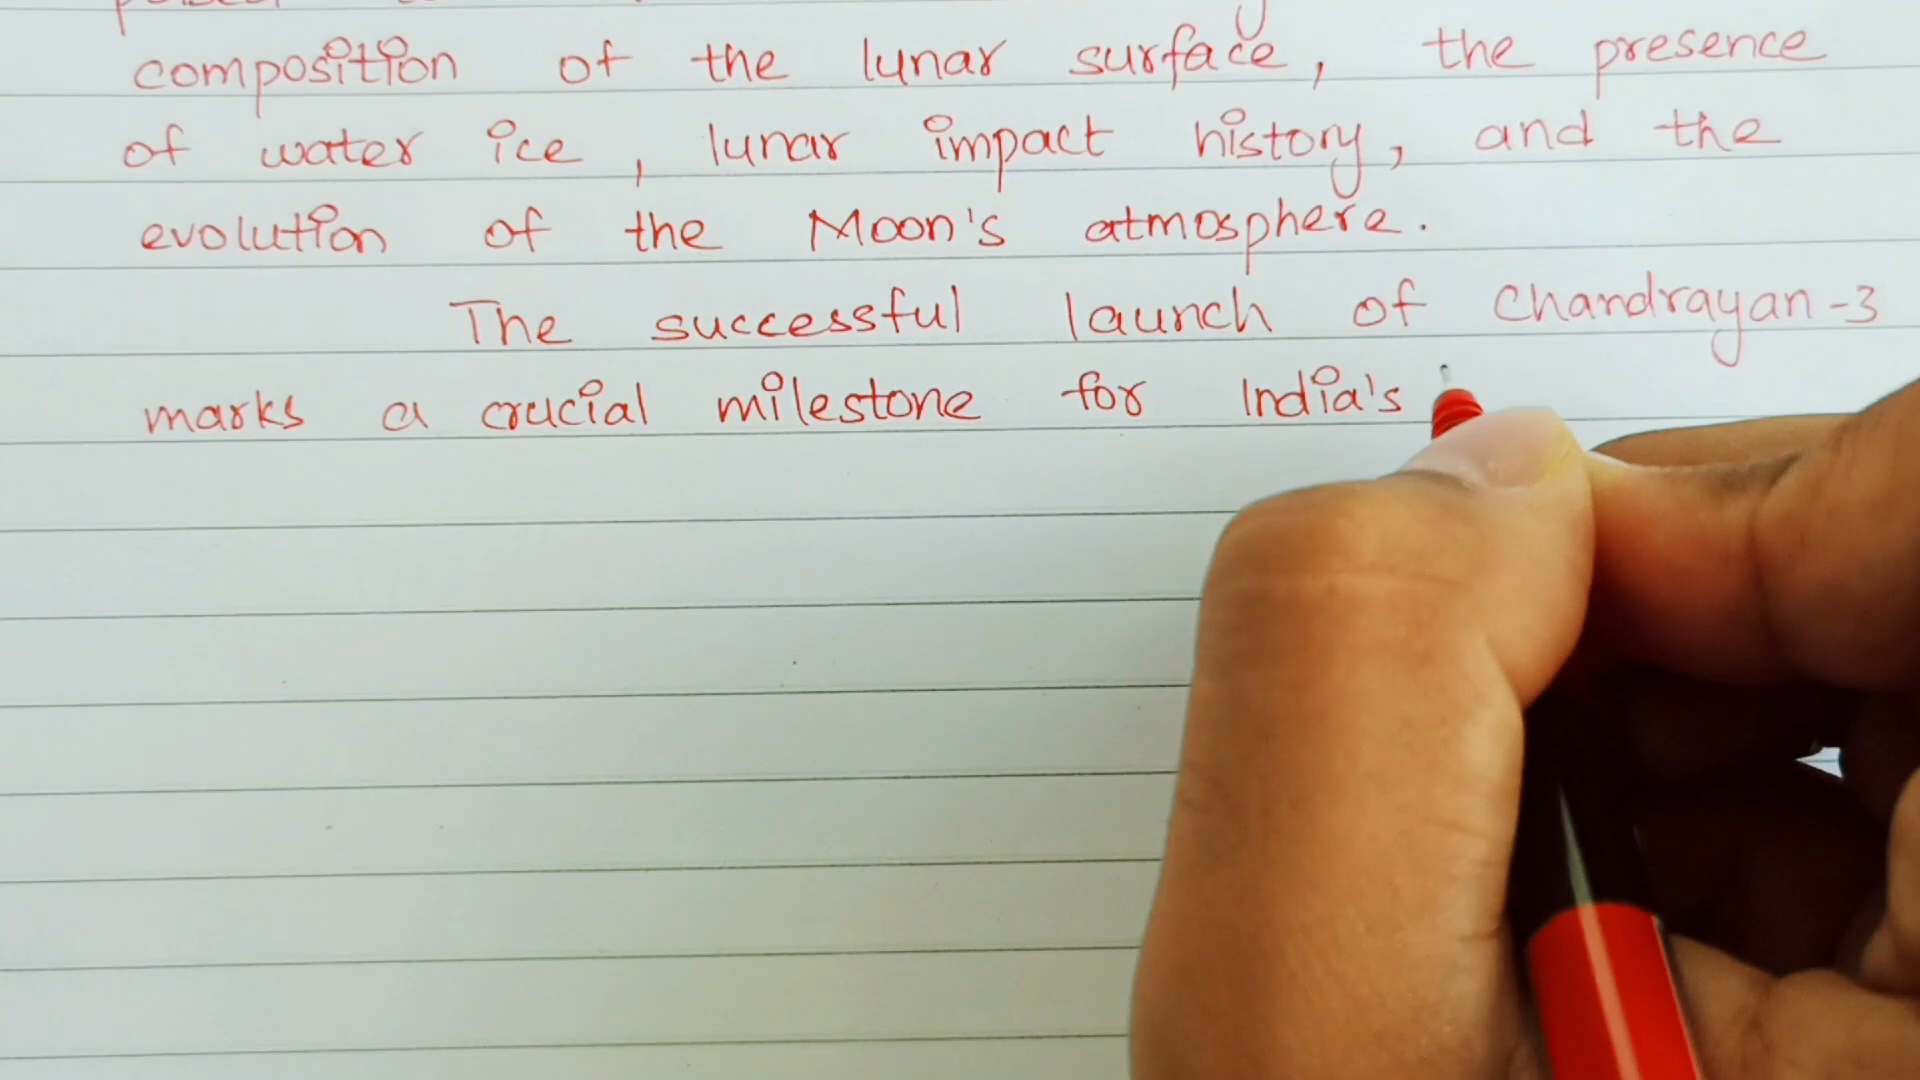 composition of the lunar surface, the presence
of water ice, lunar impact history, and the
evolution of the Moon's atmosphere.
The successful launch of Chandrayan-3
marks a crucial milestone for India's